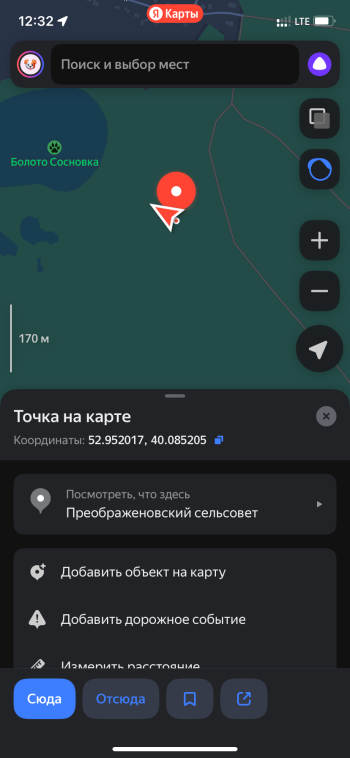 12:32
Я Карты
LTE
Поиск и выбор мест
Болото Сосновка
170 м
Точка на карте
Координаты: 52.952017, 40.085205
Посмотреть, что здесь
Преображеновский сельсовет
Добавить объект на карту
Добавить дорожное событие
Измерить расстояние
Сюда
Отсюда